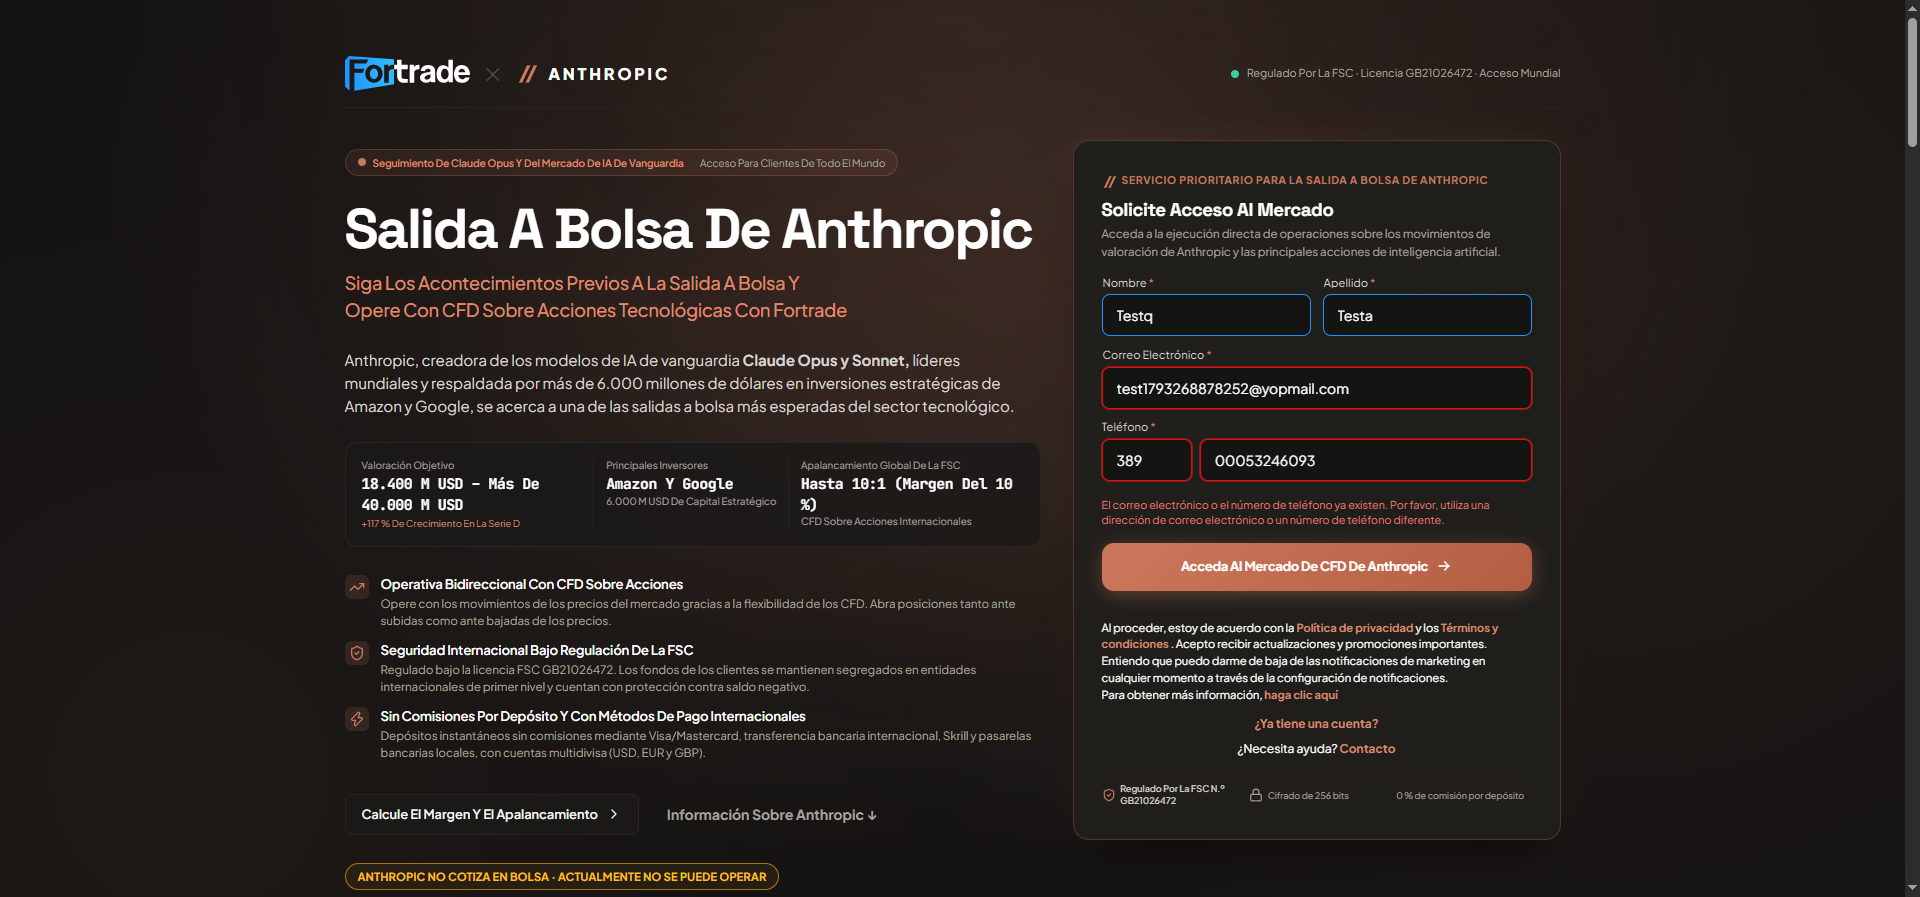 Fortrade × // ANTHROPIC
Regulado Por La FSC · Licencia GB21026472 · Acceso Mundial
Seguimiento De Claude Opus Y Del Mercado De IA De Vanguardia · Acceso Para Clientes De Todo El Mundo
Salida A Bolsa De Anthropic
Siga Los Acontecimientos Previos A La Salida A Bolsa Y
Opere Con CFD Sobre Acciones Tecnológicas Con Fortrade
Anthropic, creadora de los modelos de IA de vanguardia Claude Opus y Sonnet, líderes
mundiales y respaldada por más de 6.000 millones de dólares en inversiones estratégicas de
Amazon y Google, se acerca a una de las salidas a bolsa más esperadas del sector tecnológico.
Valoración Objetivo
18.400 M USD – Más De
40.000 M USD
+117 % De Crecimiento En La Serie D
Principales Inversores
Amazon Y Google
6.000 M USD De Capital Estratégico
Apalancamiento Global De La FSC
Hasta 10:1 (Margen Del 10
%)
CFD Sobre Acciones Internacionales
Operativa Bidireccional Con CFD Sobre Acciones
Opere con los movimientos de los precios del mercado gracias a la flexibilidad de los CFD. Abra posiciones tanto ante
subidas como ante bajadas de los precios.
Seguridad Internacional Bajo Regulación De La FSC
Regulado bajo la licencia FSC GB21026472. Los fondos de los clientes se mantienen segregados en entidades
internacionales de primer nivel y cuentan con protección contra saldo negativo.
Sin Comisiones Por Depósito Y Con Métodos De Pago Internacionales
Depósitos instantáneos sin comisiones mediante Visa/Mastercard, transferencia bancaria internacional, Skrill y pasarelas
bancarias locales, con cuentas multidivisa (USD, EUR y GBP).
Calcule El Margen Y El Apalancamiento
Información Sobre Anthropic ↓
ANTHROPIC NO COTIZA EN BOLSA · ACTUALMENTE NO SE PUEDE OPERAR
// SERVICIO PRIORITARIO PARA LA SALIDA A BOLSA DE ANTHROPIC
Solicite Acceso Al Mercado
Acceda a la ejecución directa de operaciones sobre los movimientos de
valoración de Anthropic y las principales acciones de inteligencia artificial.
Nombre * Apellido *
Testq Testa
Correo Electrónico *
test1793268878252@yopmail.com
Teléfono *
389 00053246093
El correo electrónico o el número de teléfono ya existen. Por favor, utiliza una
dirección de correo electrónico o un número de teléfono diferente.
Acceda Al Mercado De CFD De Anthropic →
Al proceder, estoy de acuerdo con la Política de privacidad y los Términos y
condiciones . Acepto recibir actualizaciones y promociones importantes.
Entiendo que puedo darme de baja de las notificaciones de marketing en
cualquier momento a través de la configuración de notificaciones.
Para obtener más información, haga clic aquí
¿Ya tiene una cuenta?
¿Necesita ayuda? Contacto
Regulado Por La FSC N.º
GB21026472
Cifrado de 256 bits
0 % de comisión por depósito